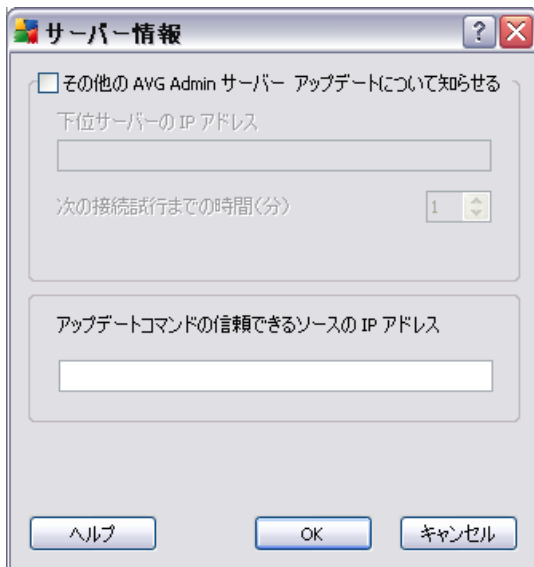 サーバー情報
その他の AVG Admin サーバー アップデートについて知らせる
下位サーバーの IP アドレス
次の接続試行までの時間(分)
1
アップデートコマンドの信頼できるソースの IP アドレス
ヘルプ
OK
キャンセル